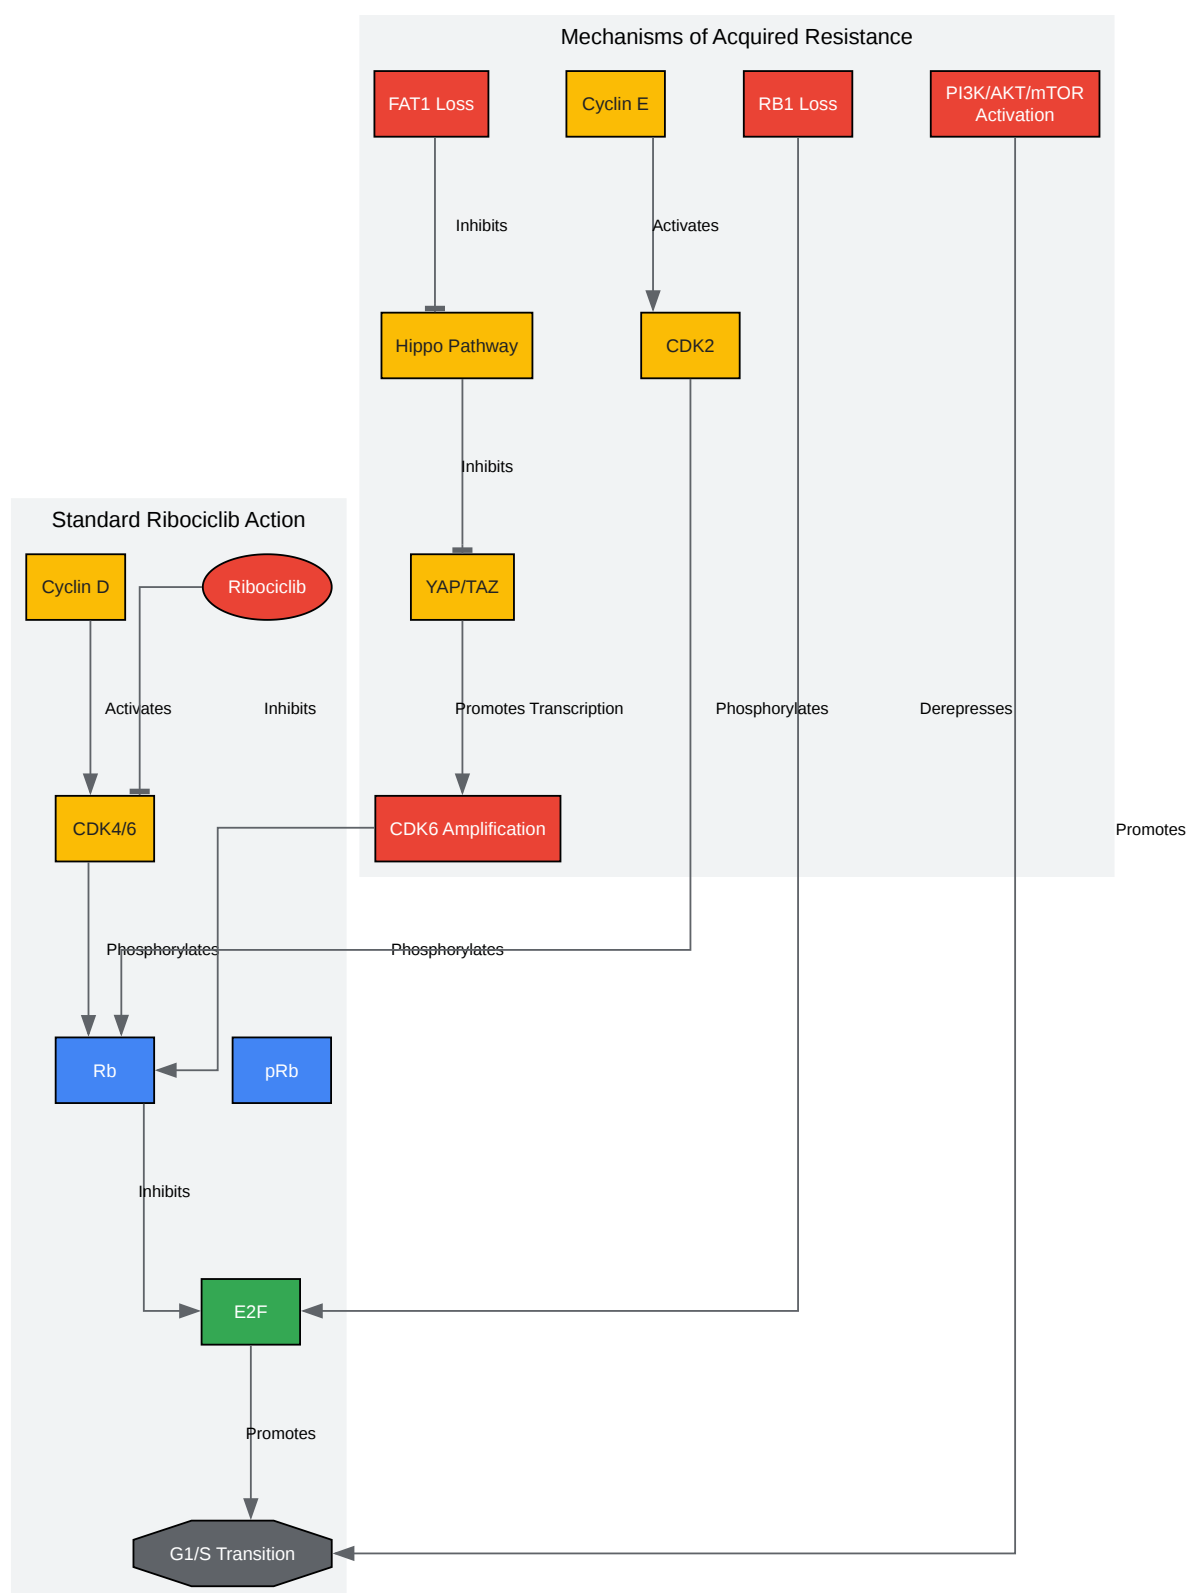 Mechanisms of Acquired Resistance
FAT1 Loss
Cyclin E
RB1 Loss
PI3K/AKT/mTOR
Activation
Inhibits
Activates
Hippo Pathway
CDK2
Inhibits
Standard Ribociclib Action
Cyclin D
Ribociclib
YAP/TAZ
Activates
Inhibits
Promotes Transcription
Phosphorylates
Derepresses
CDK4/6
CDK6 Amplification
Promotes
Phosphorylates
Phosphorylates
Rb
pRb
Inhibits
E2F
Promotes
G1/S Transition